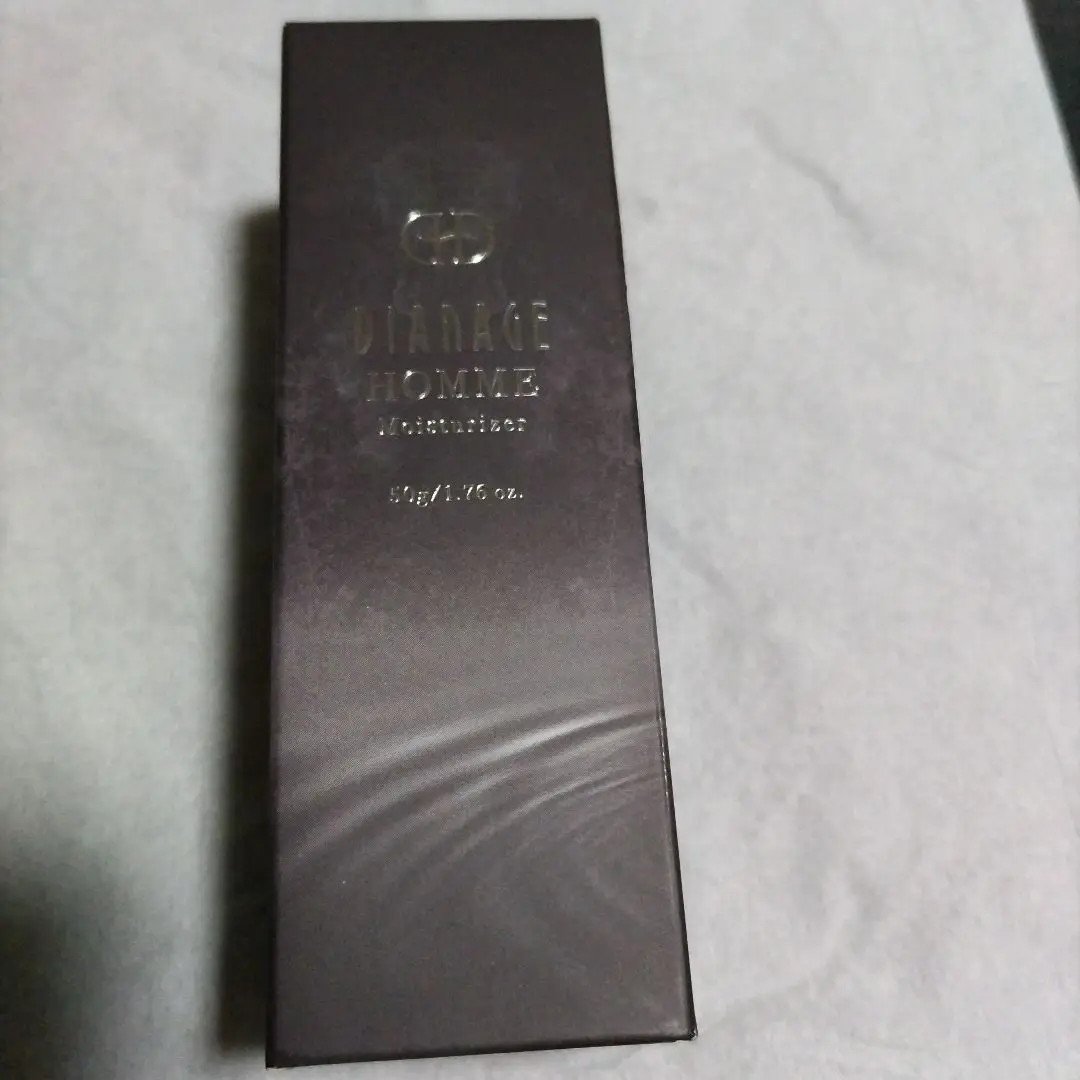 DIANAGE
HOMME
Moisturizer
50g/1.76 oz.